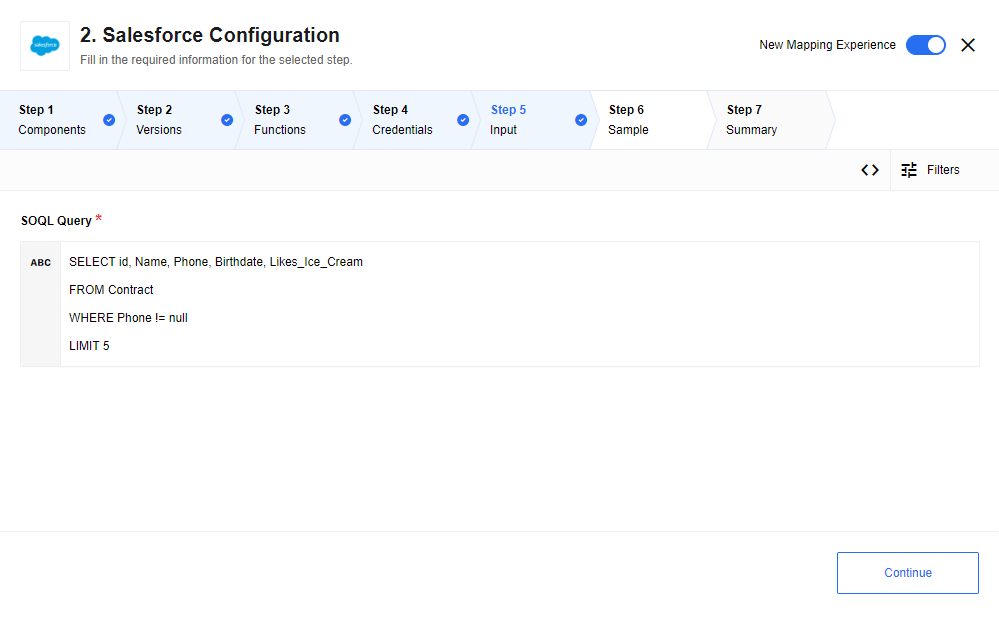 salesforce
2. Salesforce Configuration
Fill in the required information for the selected step.
New Mapping Experience
Step 1
Components
Step 2
Versions
Step 3
Functions
Step 4
Credentials
Step 5
Input
Step 6
Sample
Step 7
Summary
Filters
SOQL Query *
ABC
SELECT id, Name, Phone, Birthdate, Likes_Ice_Cream
FROM Contract
WHERE Phone != null
LIMIT 5
Continue